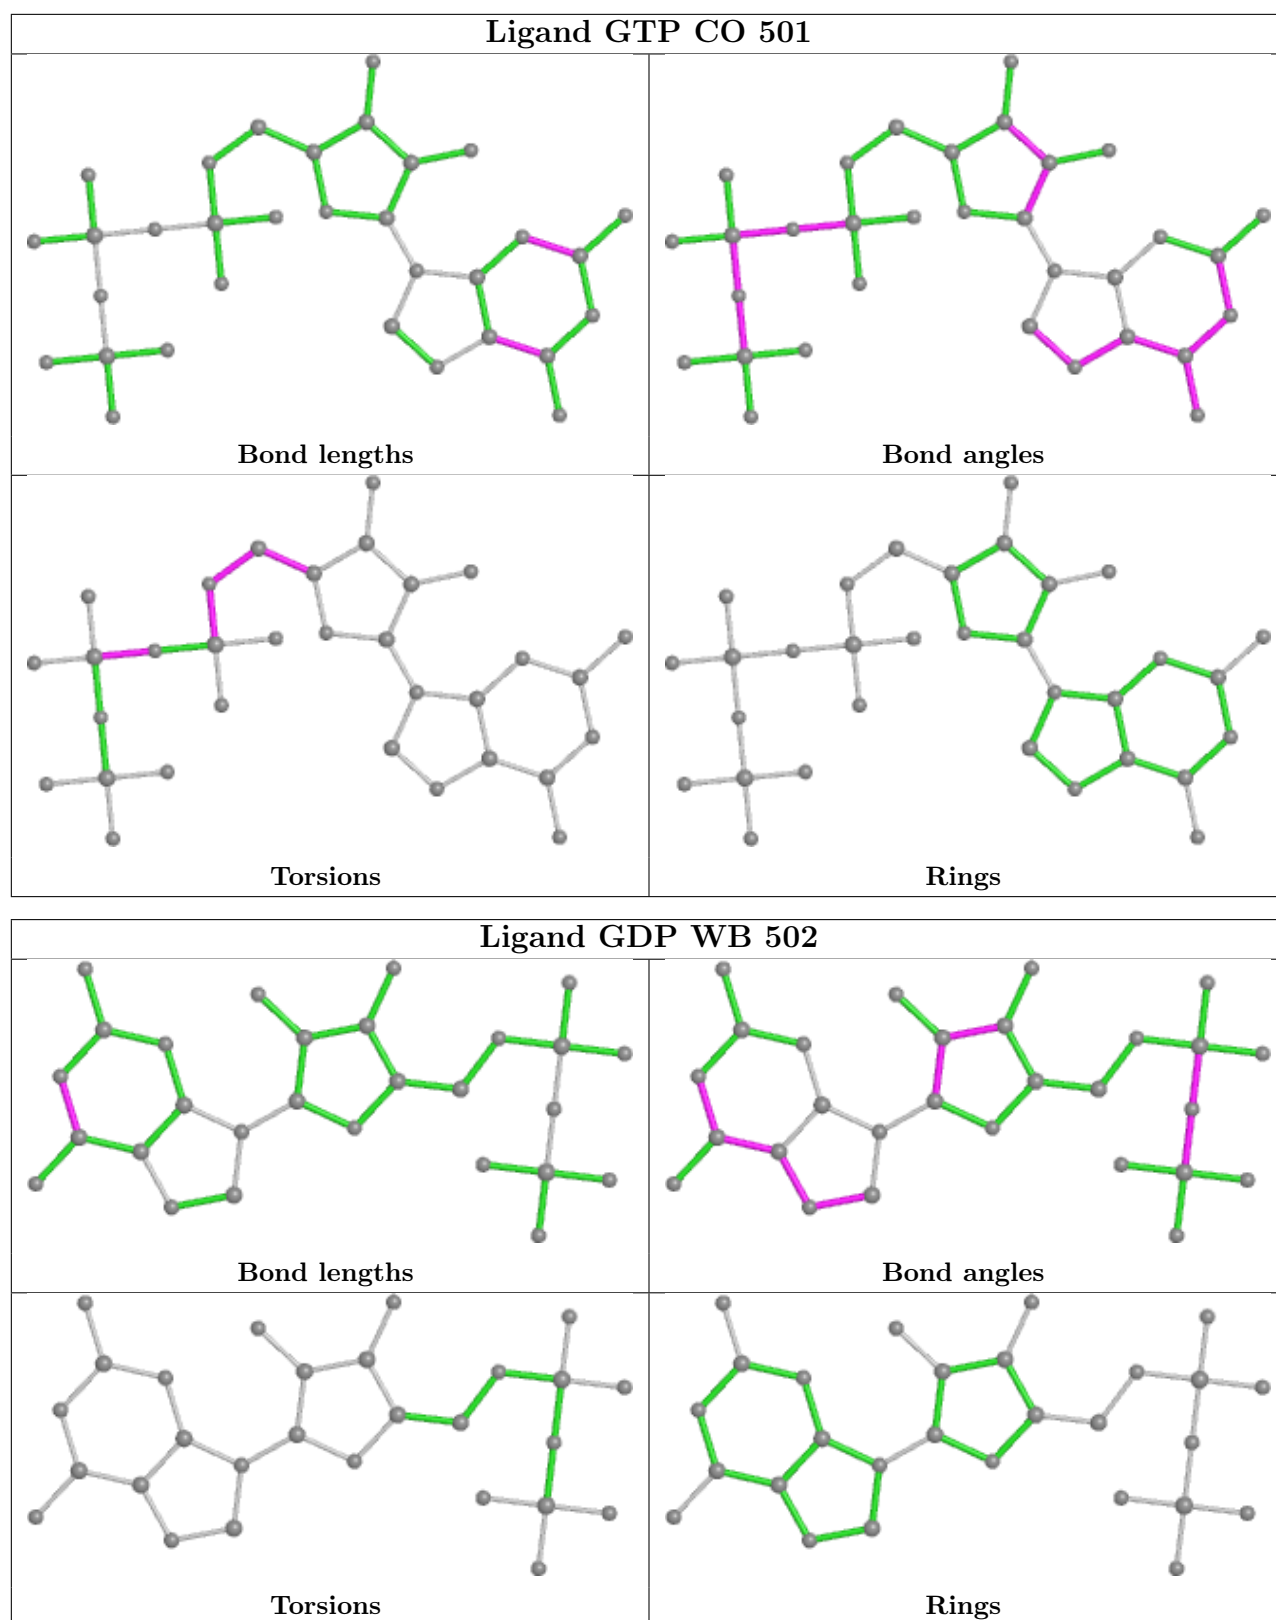 Ligand GTP CO 501
Bond lengths
Bond angles
Torsions
Rings
Ligand GDP WB 502
Bond lengths
Bond angles
Torsions
Rings